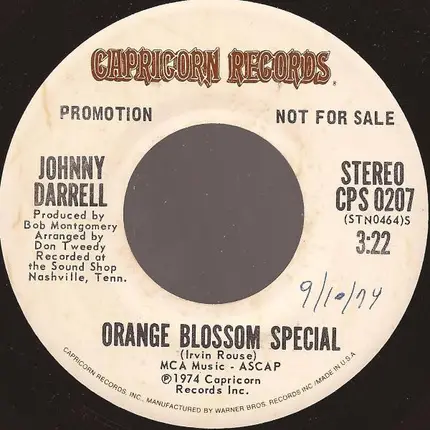 CAPRICORN RECORDS
PROMOTION
NOT FOR SALE
JOHNNY
DARRELL
Produced by
Bob Montgomery
Arranged by
Don Tweedy
Recorded at
the Sound Shop
Nashville, Tenn.
STEREO
CPS 0207
(STN0464)S
3:22
9/10/74
ORANGE BLOSSOM SPECIAL
(Irvin Rouse)
MCA Music - ASCAP
℗1974 Capricorn
Records Inc.
CAPRICORN RECORDS, INC., MANUFACTURED BY WARNER BROS. RECORDS INC./MADE IN U.S.A